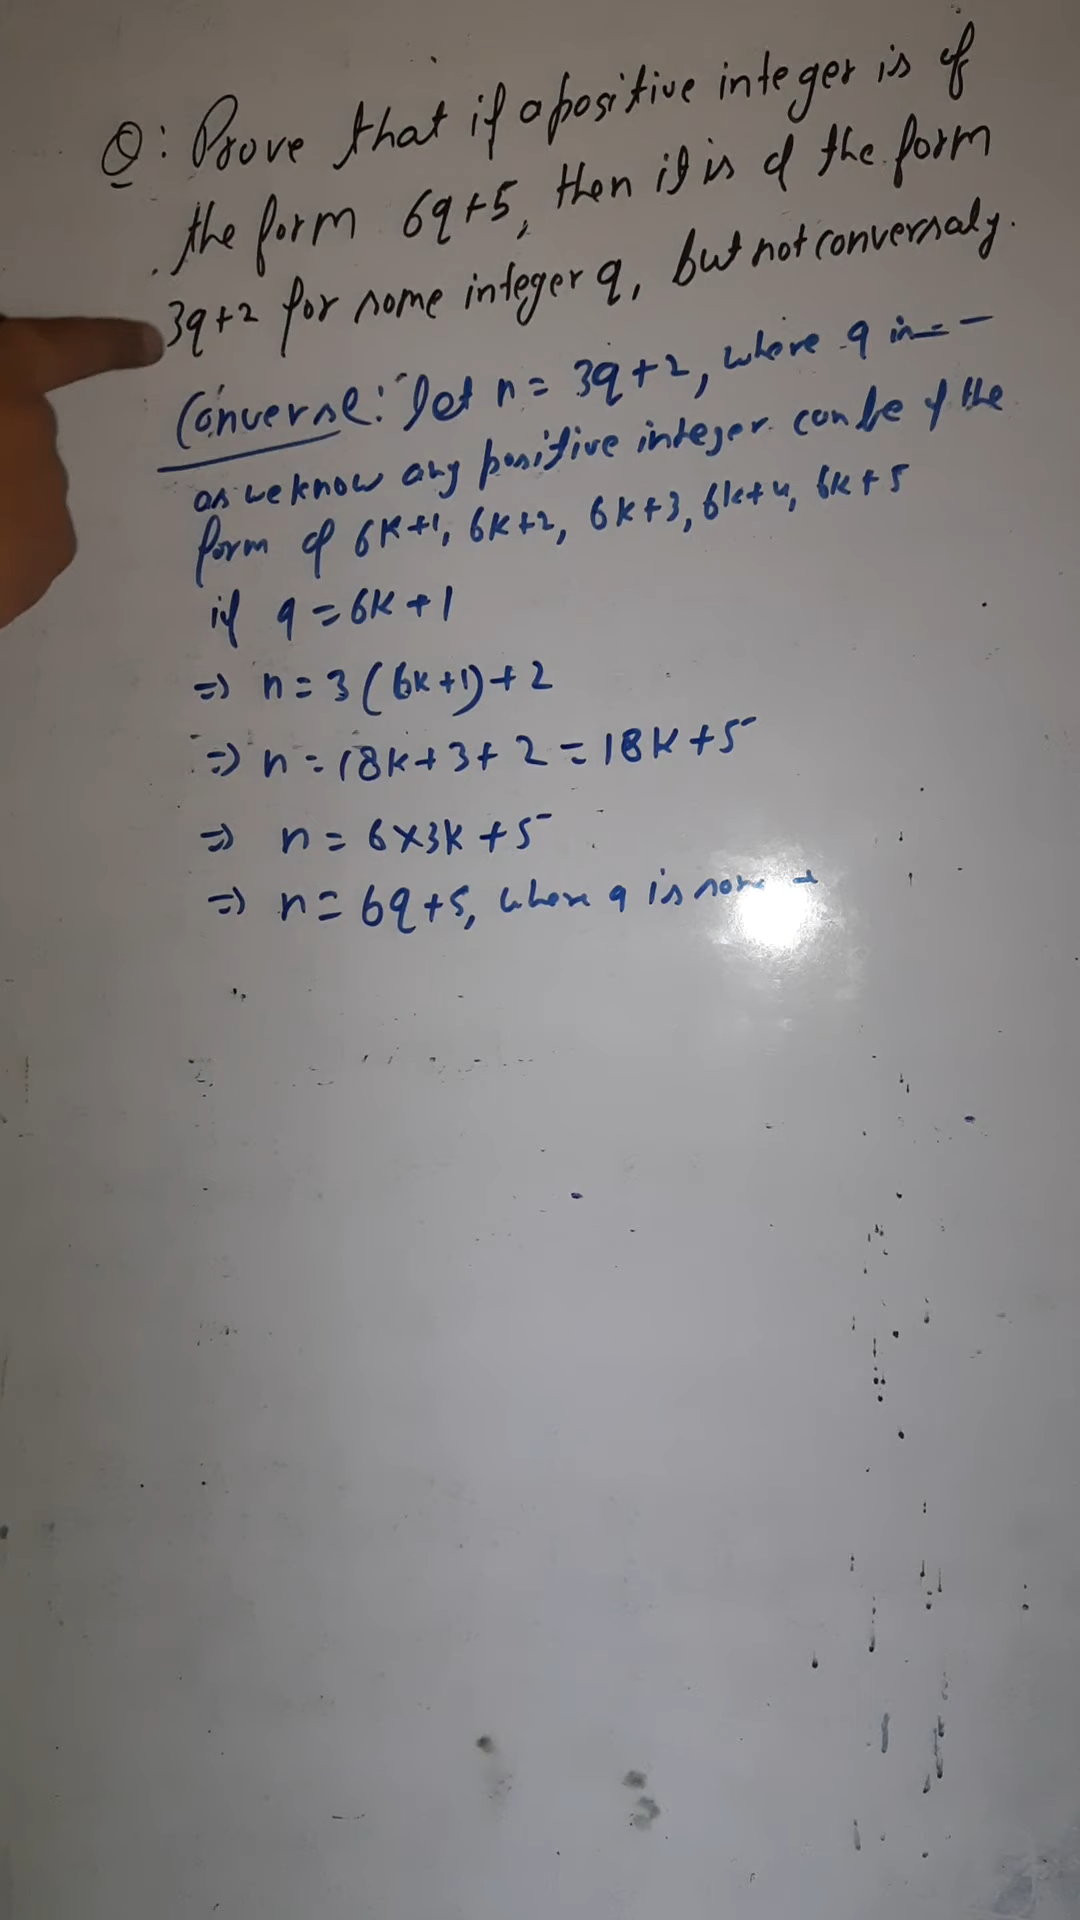 Q: Prove that if a positive integer is of
the form 6q+5, then it is of the form
3q+2 for some integer q, but not conversaly.
Converse: let n = 3q+2, where q is - -
as we know any positive integer can be of the
form of 6k+1, 6k+2, 6k+3, 6k+4, 6k+5
if q = 6k+1
⇒ n = 3(6k+1)+2
⇒ n = 18k+3+2 = 18k+5
⇒ n = 6×3k+5
⇒ n = 6q+5, where q is some